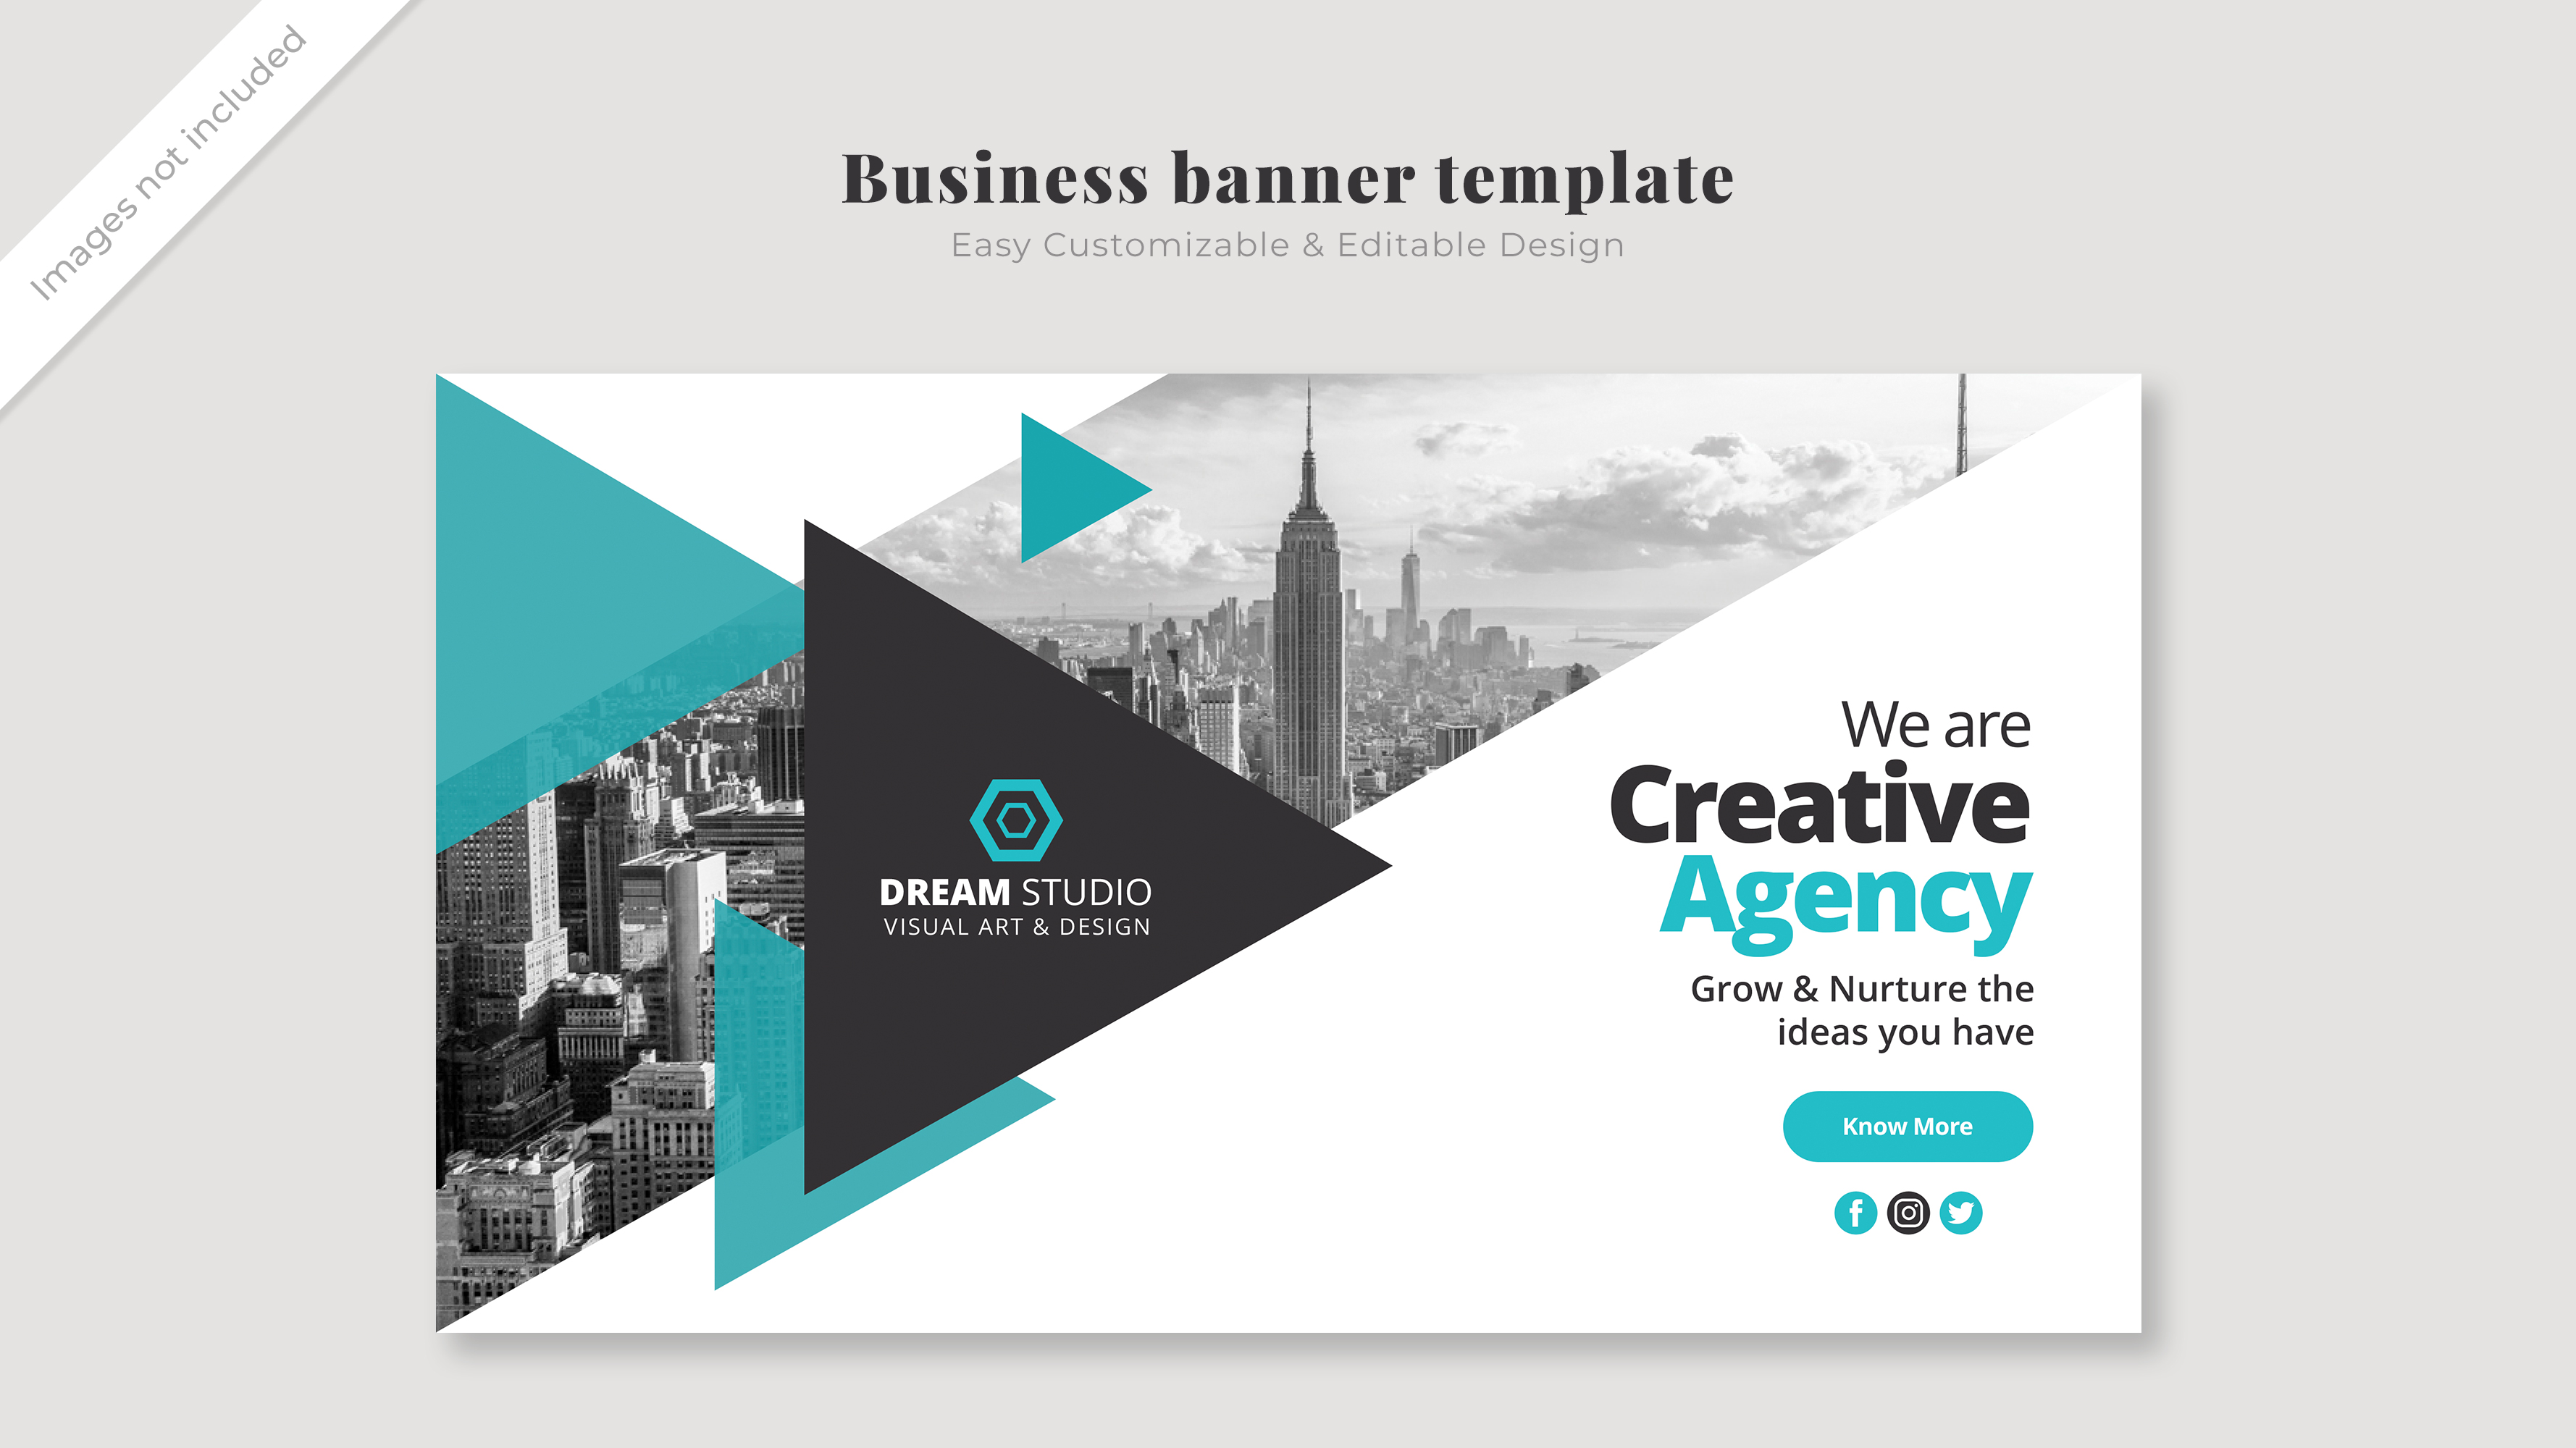 Images not included
Business banner template
Easy Customizable & Editable Design
DREAM STUDIO
VISUAL ART & DESIGN
We are
Creative
Agency
Grow & Nurture the
ideas you have
Know More